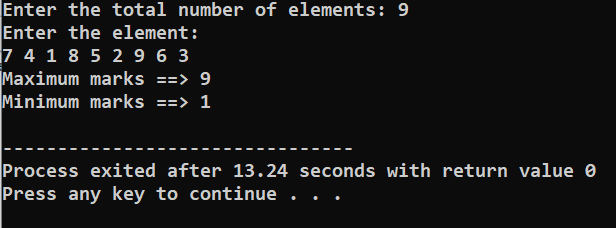 Enter the total number of elements: 9
Enter the element:
7 4 1 8 5 2 9 6 3
Maximum marks ==> 9
Minimum marks ==> 1
--------------------------------
Process exited after 13.24 seconds with return value 0
Press any key to continue . . .